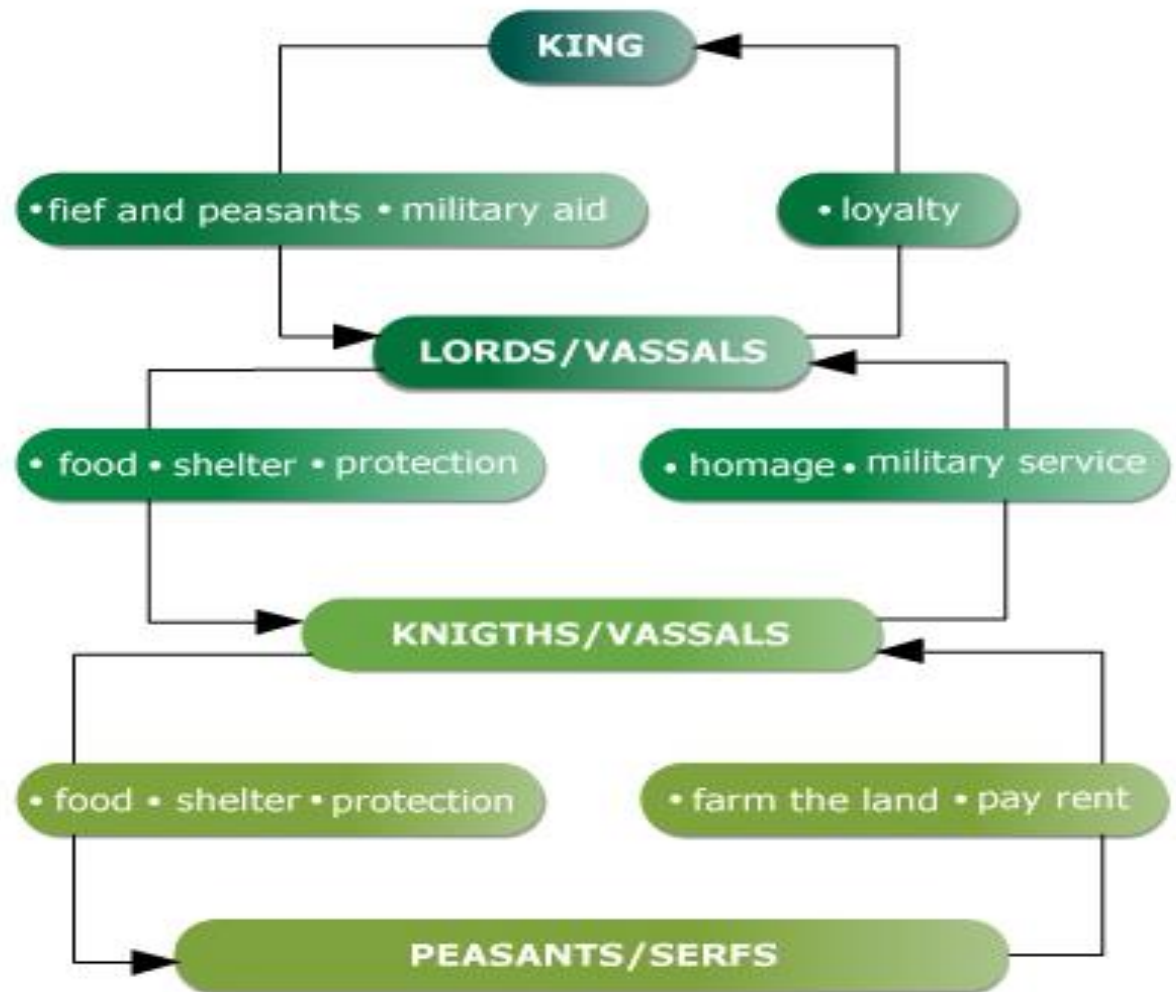 KING
• fief and peasants • military aid
• loyalty
LORDS/VASSALS
• food • shelter • protection
• homage • military service
KNIGTHS/VASSALS
• food • shelter • protection
• farm the land • pay rent
PEASANTS/SERFS